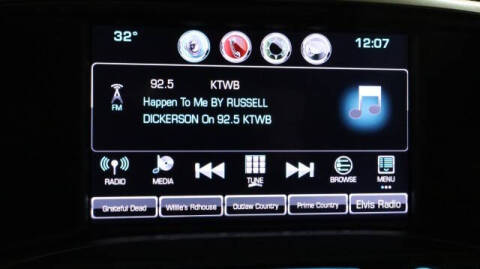 32°
12:07
92.5 KTWB
FM
Happen To Me BY RUSSELL
DICKERSON On 92.5 KTWB
RADIO
MEDIA
TUNE
BROWSE
MENU
Grateful Dead
Willie's Rdhouse
Outlaw Country
Prime Country
Elvis Radio